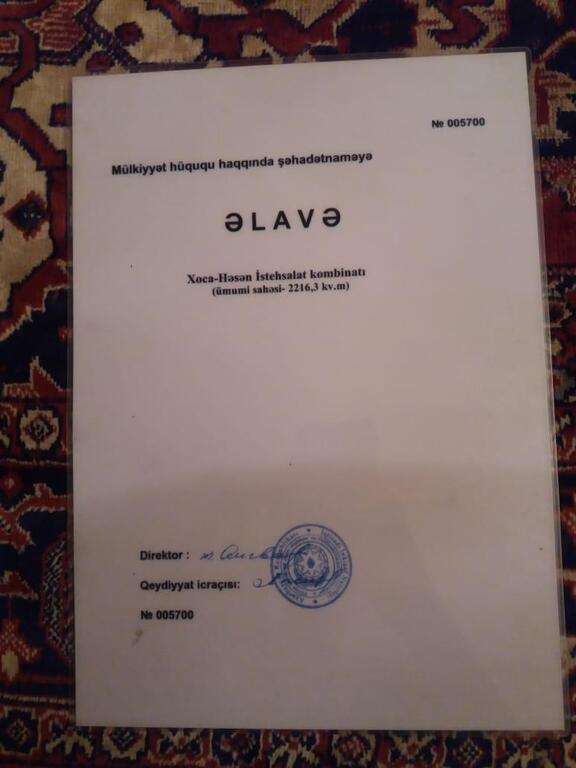 № 005700
Mülkiyyət hüququ haqqında şəhadətnaməyə
ƏLAVƏ
Xoca-Həsən İstehsalat kombinatı
(ümumi sahəsi- 2216,3 kv.m)
Direktor :
Qeydiyyat icraçısı:
№ 005700